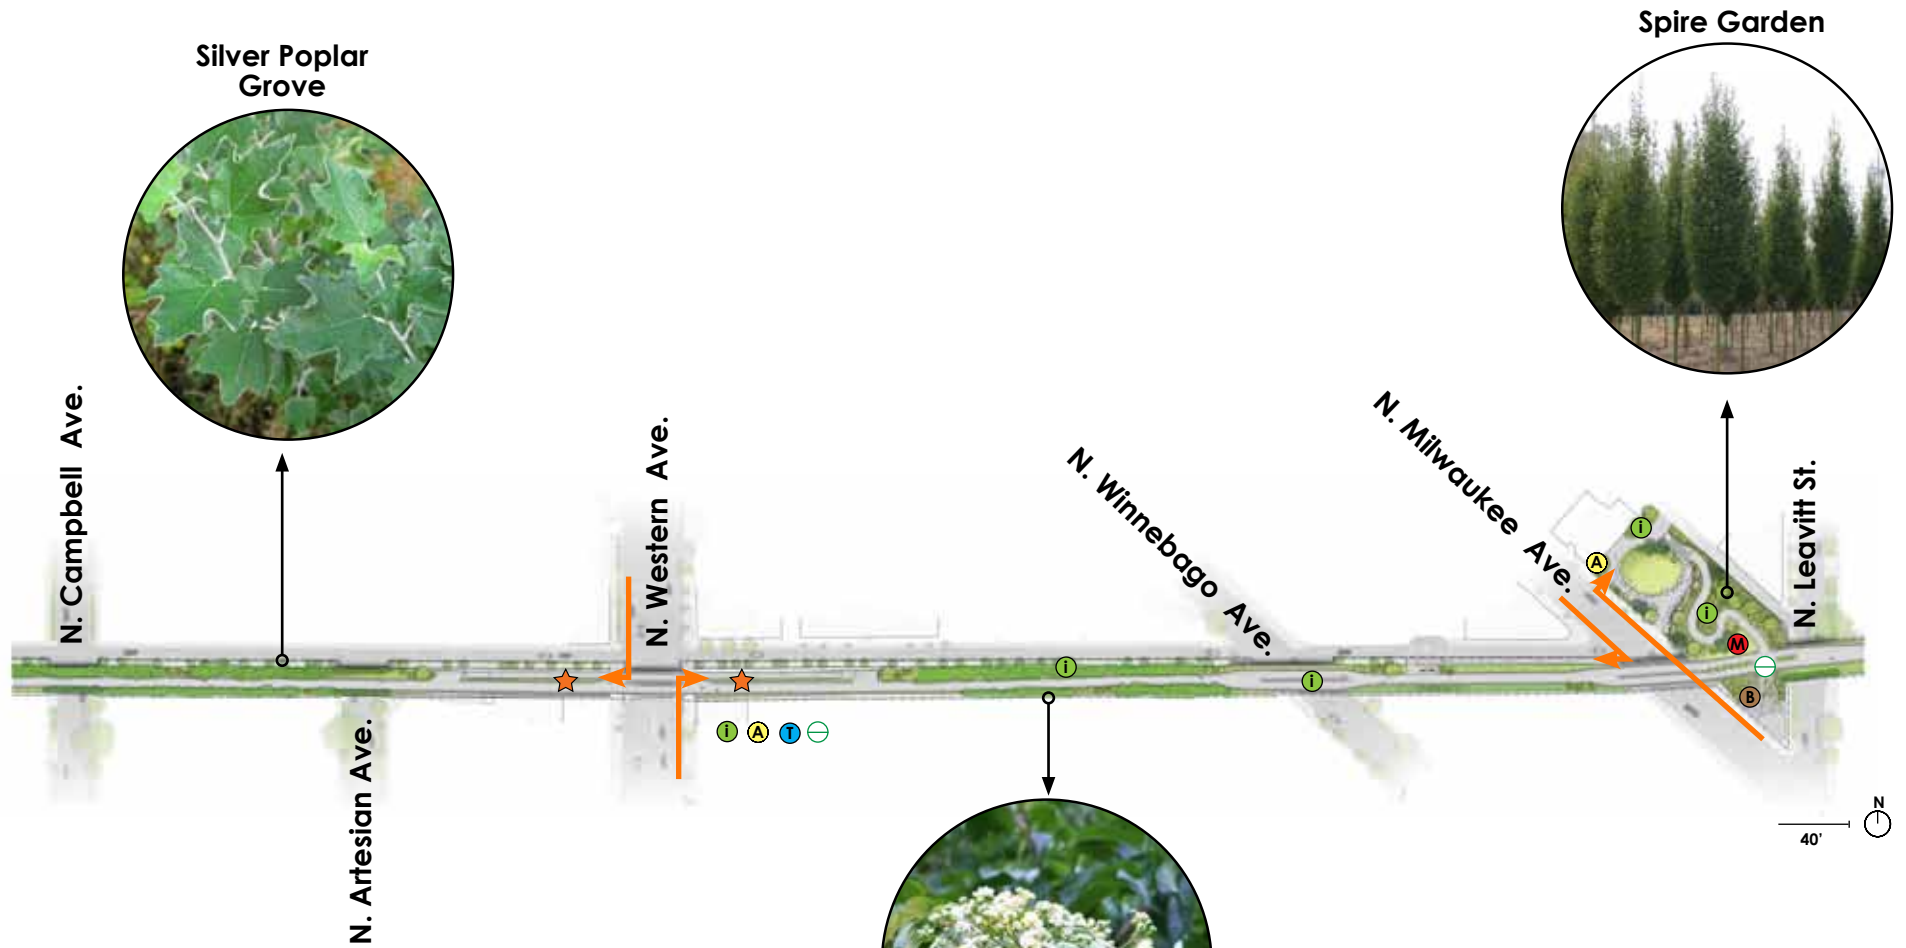 Spire Garden
Silver Poplar
Grove
N. Campbell Ave.
N. Western Ave.
N. Winnebago Ave.
N. Milwaukee Ave.
N. Leavitt St.
N. Artesian Ave.
i
A
i
M
B
i
i
i A T
N
40'